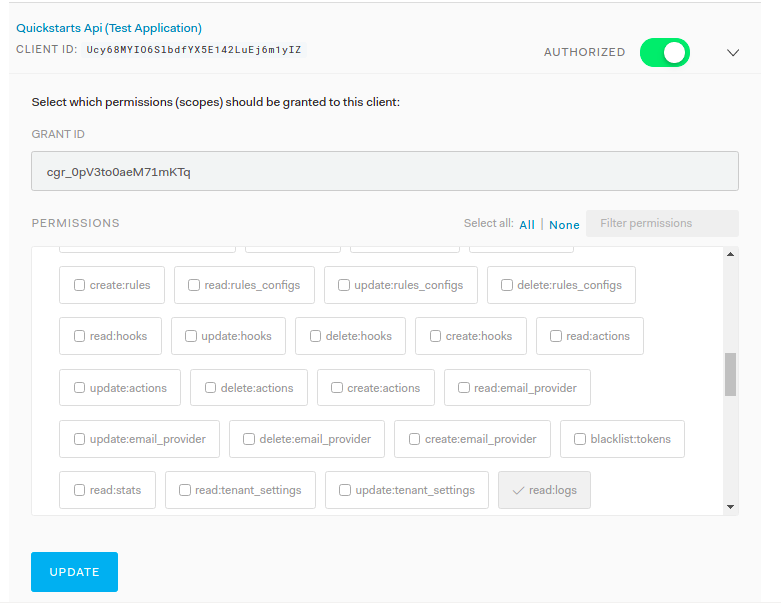 Quickstarts Api (Test Application)
CLIENT ID: Ucy68MYIO6SlbdfYX5E142LuEj6m1yIZ
AUTHORIZED
Select which permissions (scopes) should be granted to this client:
GRANT ID
cgr_0pV3to0aeM71mKTq
PERMISSIONS Select all: All | None Filter permissions
create:rules read:rules_configs update:rules_configs delete:rules_configs
read:hooks update:hooks delete:hooks create:hooks read:actions
update:actions delete:actions create:actions read:email_provider
update:email_provider delete:email_provider create:email_provider blacklist:tokens
read:stats read:tenant_settings update:tenant_settings read:logs
UPDATE